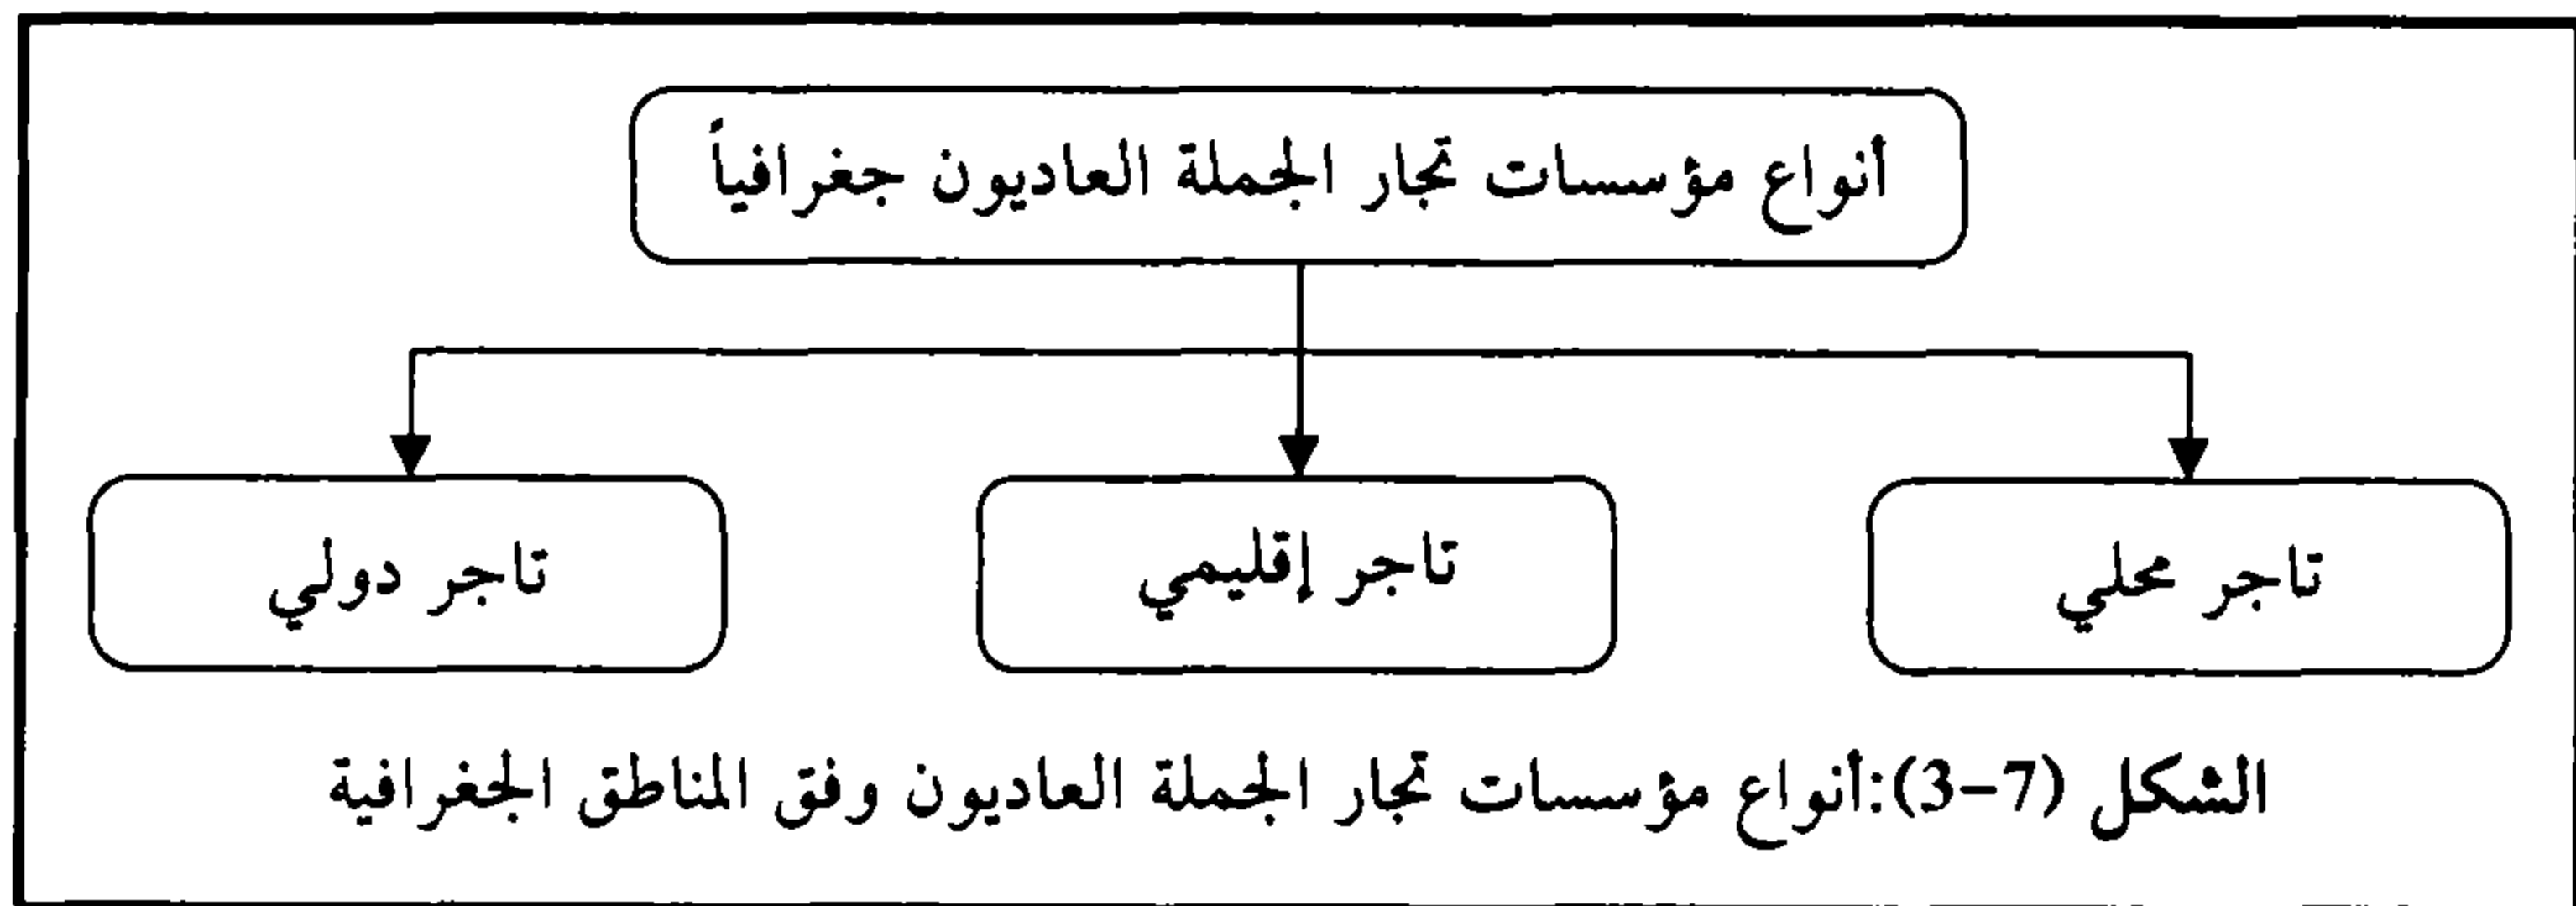 أنواع مؤسسات تجار الجملة العاديون جغرافياً
تاجر محلي
تاجر إقليمي
تاجر دولي
الشكل (7-3):أنواع مؤسسات تجار الجملة العاديون وفق المناطق الجغرافية